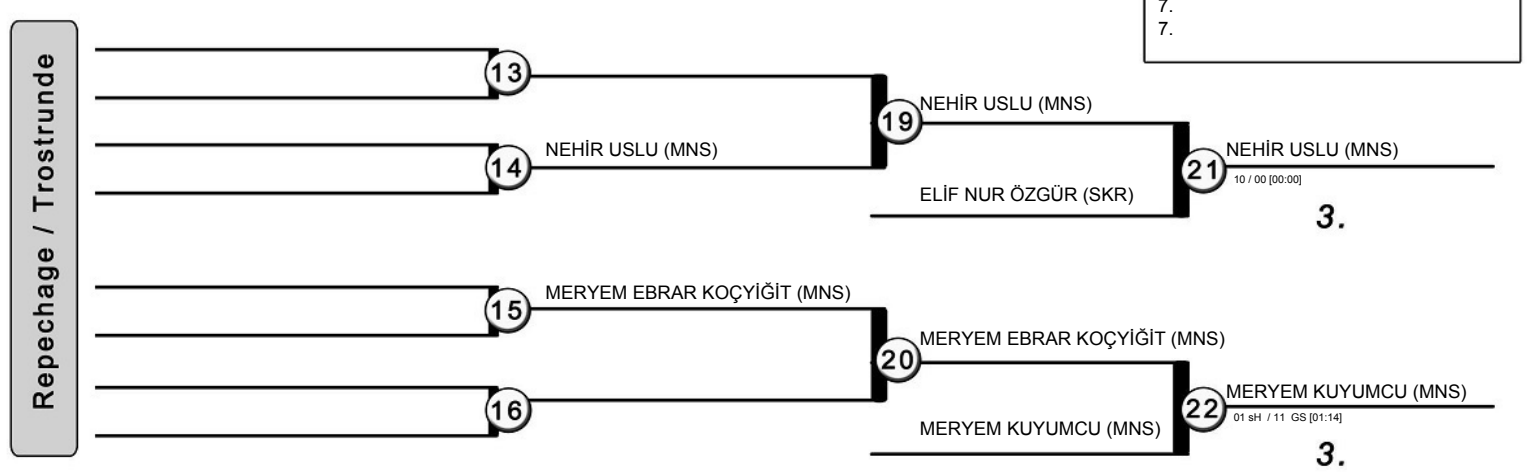 7.
7.
Repechage / Trostrunde
13
14
NEHİR USLU (MNS)
19
NEHİR USLU (MNS)
ELİF NUR ÖZGÜR (SKR)
21
NEHİR USLU (MNS)
10 / 00 [00:00]
3.
15
MERYEM EBRAR KOÇYİĞİT (MNS)
16
20
MERYEM EBRAR KOÇYİĞİT (MNS)
MERYEM KUYUMCU (MNS)
22
MERYEM KUYUMCU (MNS)
01 sH / 11 GS [01:14]
3.